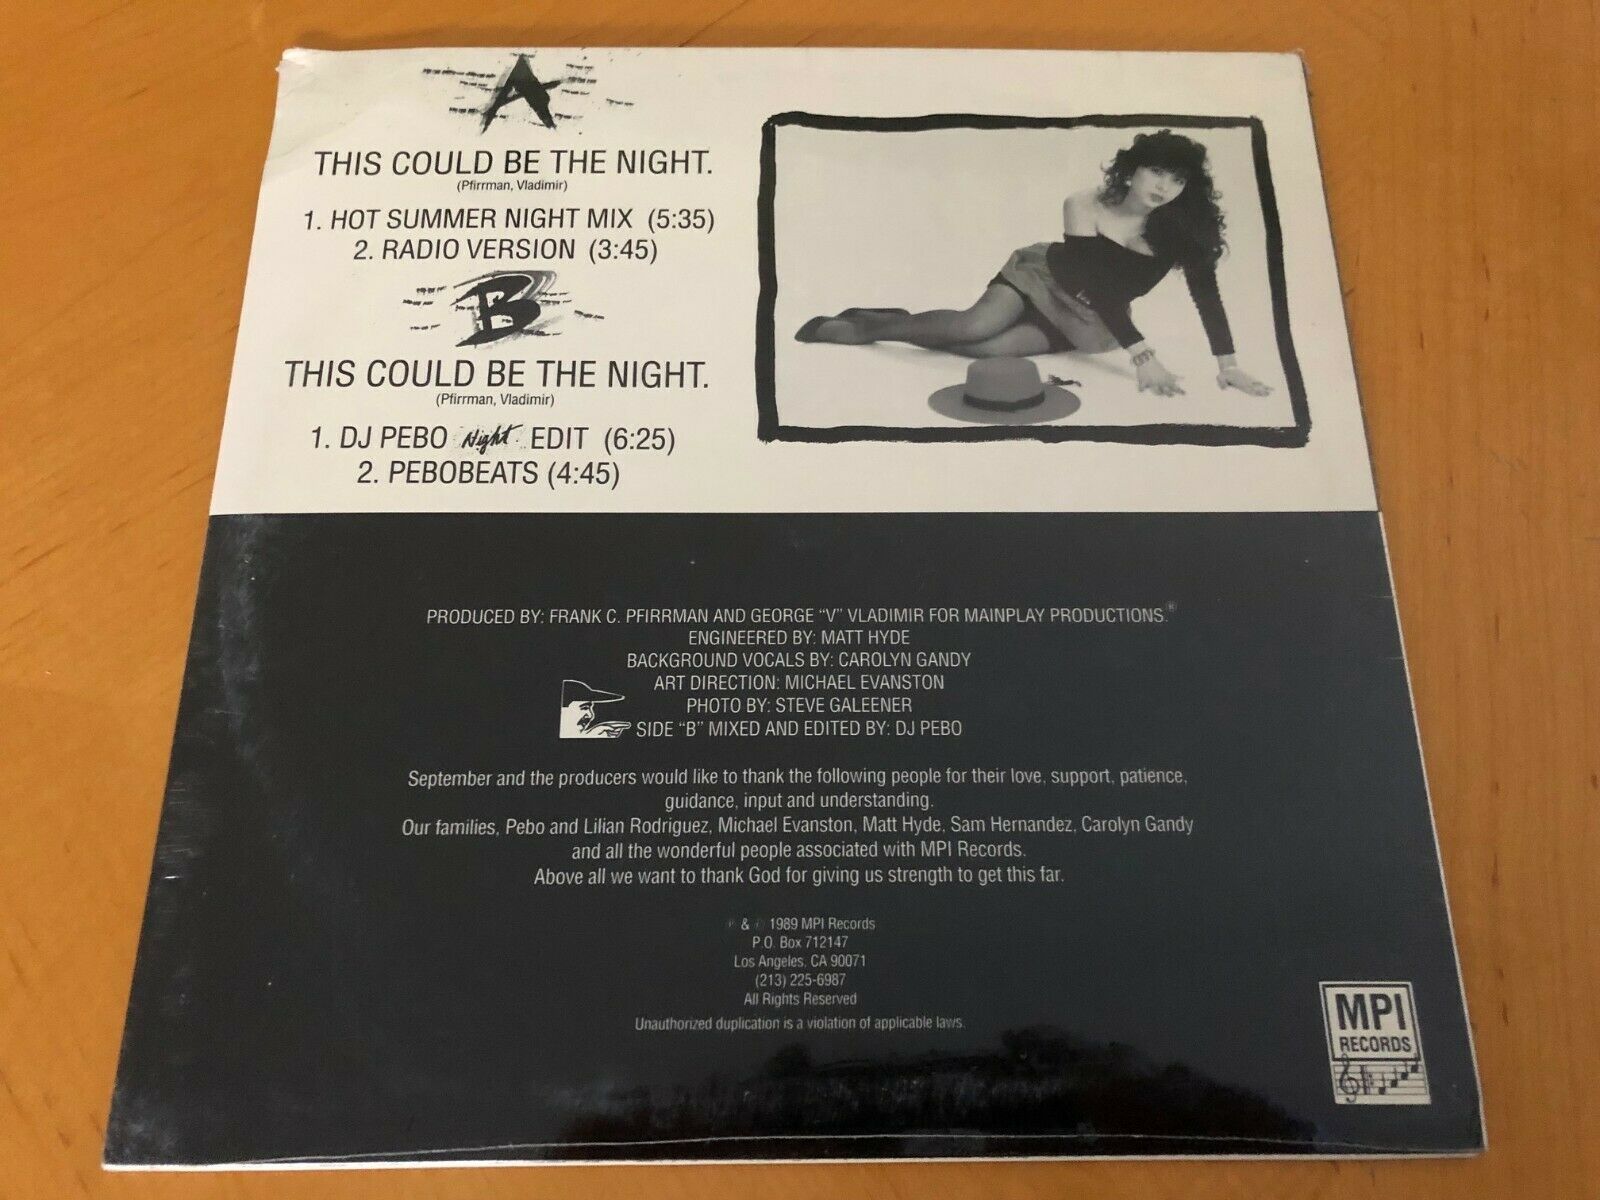 A
THIS COULD BE THE NIGHT.
(Pfirrman, Vladimir)
1. HOT SUMMER NIGHT MIX (5:35)
2. RADIO VERSION (3:45)
B
THIS COULD BE THE NIGHT.
(Pfirrman, Vladimir)
1. DJ PEBO Night EDIT (6:25)
2. PEBOBEATS (4:45)
PRODUCED BY: FRANK C. PFIRRMAN AND GEORGE "V" VLADIMIR FOR MAINPLAY PRODUCTIONS.®
ENGINEERED BY: MATT HYDE
BACKGROUND VOCALS BY: CAROLYN GANDY
ART DIRECTION: MICHAEL EVANSTON
PHOTO BY: STEVE GALEENER
SIDE "B" MIXED AND EDITED BY: DJ PEBO
September and the producers would like to thank the following people for their love, support, patience,
guidance, input and understanding.
Our families, Pebo and Lilian Rodriguez, Michael Evanston, Matt Hyde, Sam Hernandez, Carolyn Gandy
and all the wonderful people associated with MPI Records.
Above all we want to thank God for giving us strength to get this far.
℗ & © 1989 MPI Records
P.O. Box 712147
Los Angeles, CA 90071
(213) 225-6987
All Rights Reserved
Unauthorized duplication is a violation of applicable laws.
MPI
RECORDS